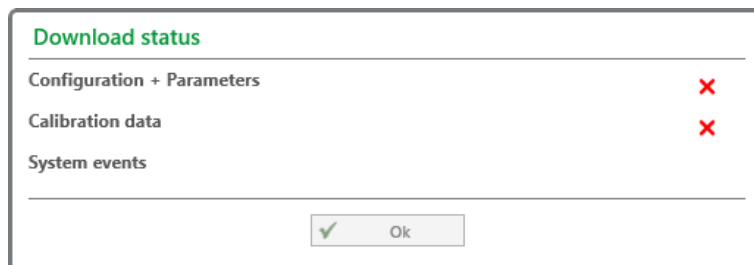 Download status
Configuration + Parameters
Calibration data
System events
Ok